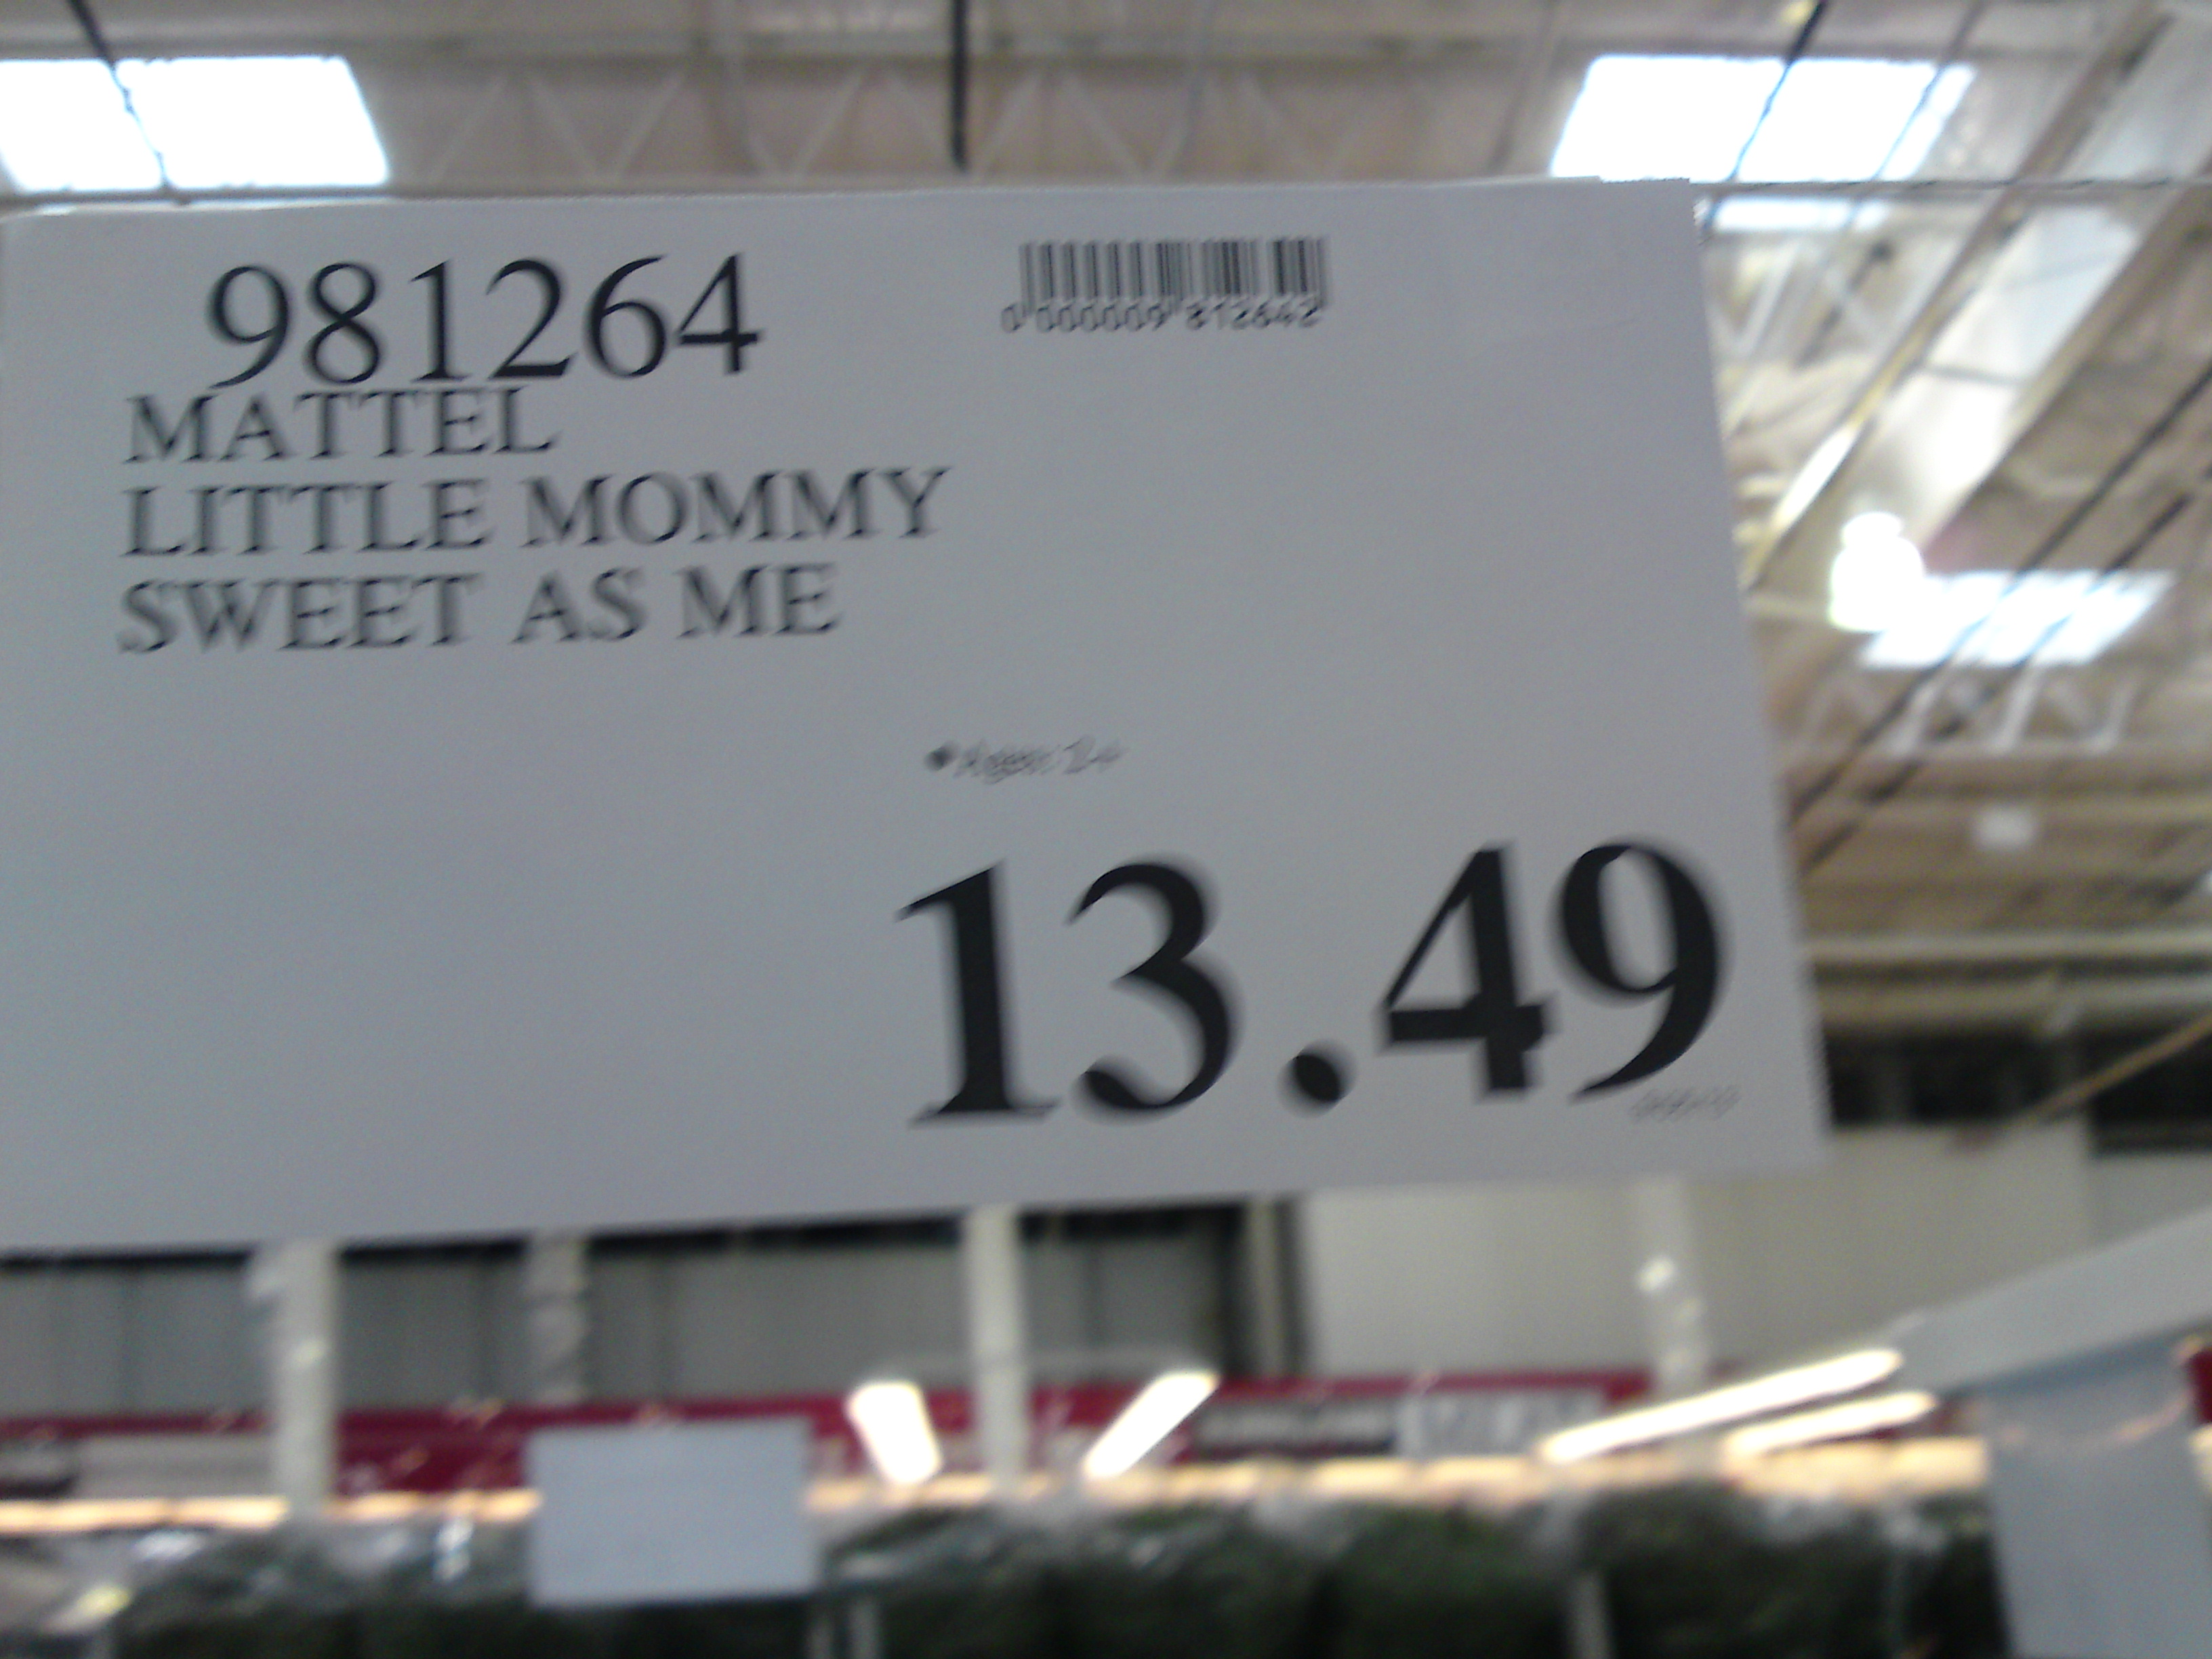 981264
0 000009 812642
MATTEL
LITTLE MOMMY
SWEET AS ME
13.49